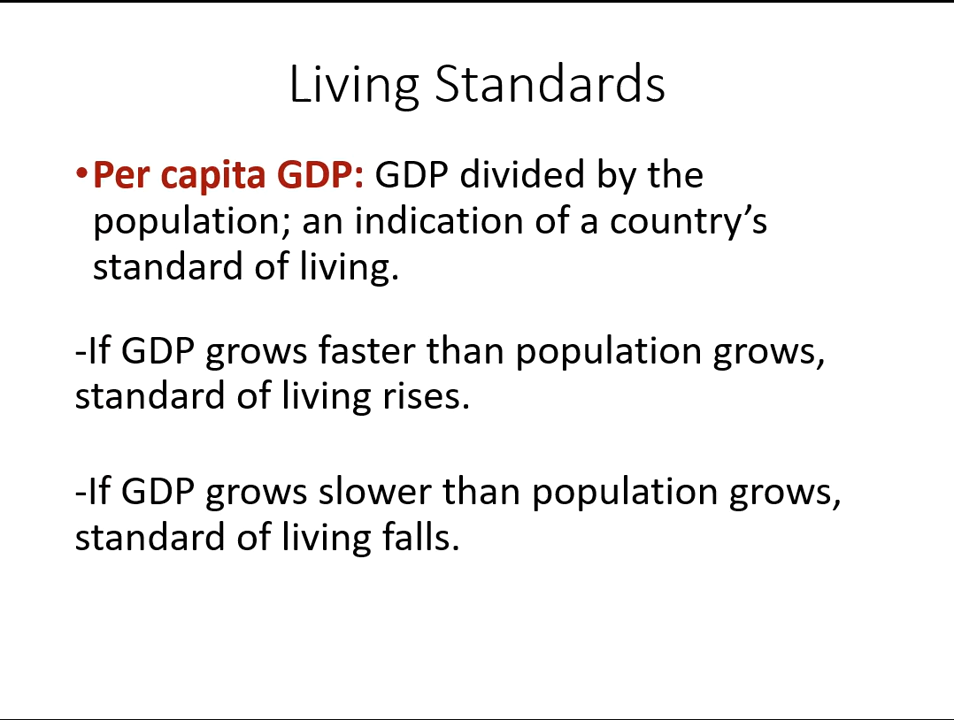 Living Standards
•Per capita GDP: GDP divided by the
population; an indication of a country’s
standard of living.
-If GDP grows faster than population grows,
standard of living rises.
-If GDP grows slower than population grows,
standard of living falls.